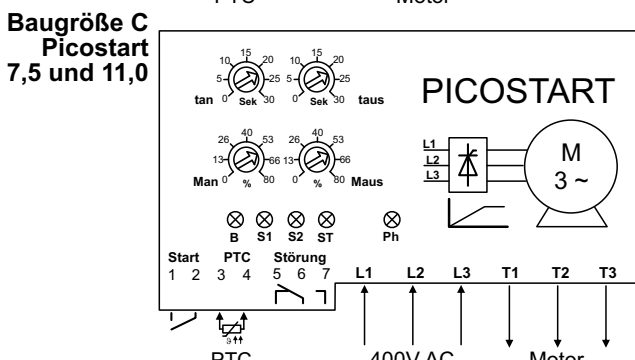 PTC Motor
Baugröße C
Picostart
7,5 und 11,0
15 15
10 20 10 20
5 25 5 25
tan 0 Sek 30 0 Sek 30 taus
PICOSTART
40 40
26 53 26 53
13 66 13 66
Man 0 % 80 0 % 80 Maus
L1
L2
L3
M
3 ~
B S1 S2 ST Ph
Start PTC Störung
1 2 3 4 5 6 7 L1 L2 L3 T1 T2 T3
PTC 400V AC Motor